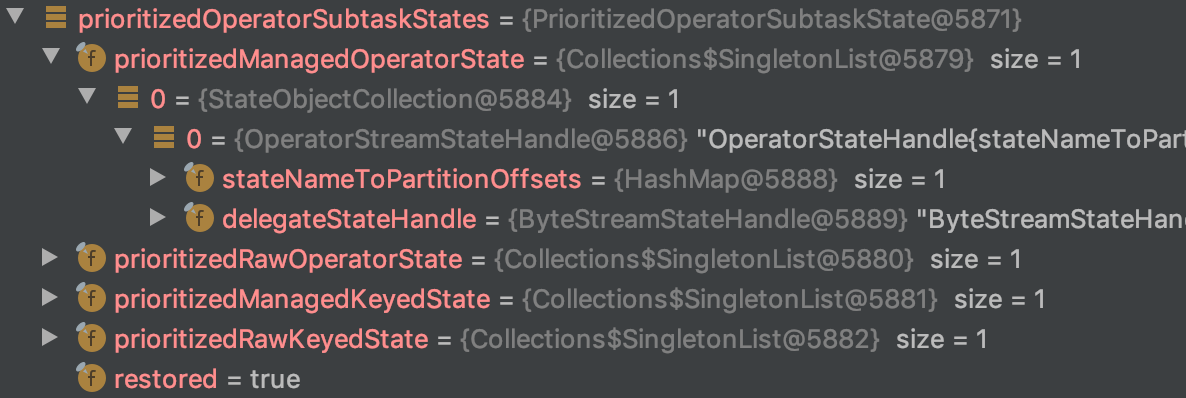 prioritizedOperatorSubtaskStates = {PrioritizedOperatorSubtaskState@5871}
f prioritizedManagedOperatorState = {Collections$SingletonList@5879} size = 1
0 = {StateObjectCollection@5884} size = 1
0 = {OperatorStreamStateHandle@5886} "OperatorStateHandle{stateNameToPart
f stateNameToPartitionOffsets = {HashMap@5888} size = 1
f delegateStateHandle = {ByteStreamStateHandle@5889} "ByteStreamStateHan
f prioritizedRawOperatorState = {Collections$SingletonList@5880} size = 1
f prioritizedManagedKeyedState = {Collections$SingletonList@5881} size = 1
f prioritizedRawKeyedState = {Collections$SingletonList@5882} size = 1
f restored = true